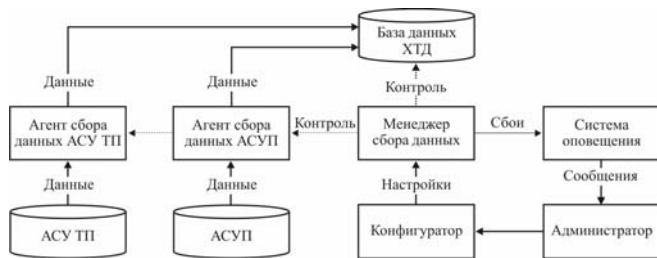 База данных
ХТД
Данные
Данные
Контроль
Агент сбора
данных АСУ ТП
Агент сбора
данных АСУП
Контроль
Менеджер
сбора данных
Сбои
Система
оповещения
Данные
Данные
Настройки
Сообщения
АСУ ТП
АСУП
Конфигуратор
Администратор